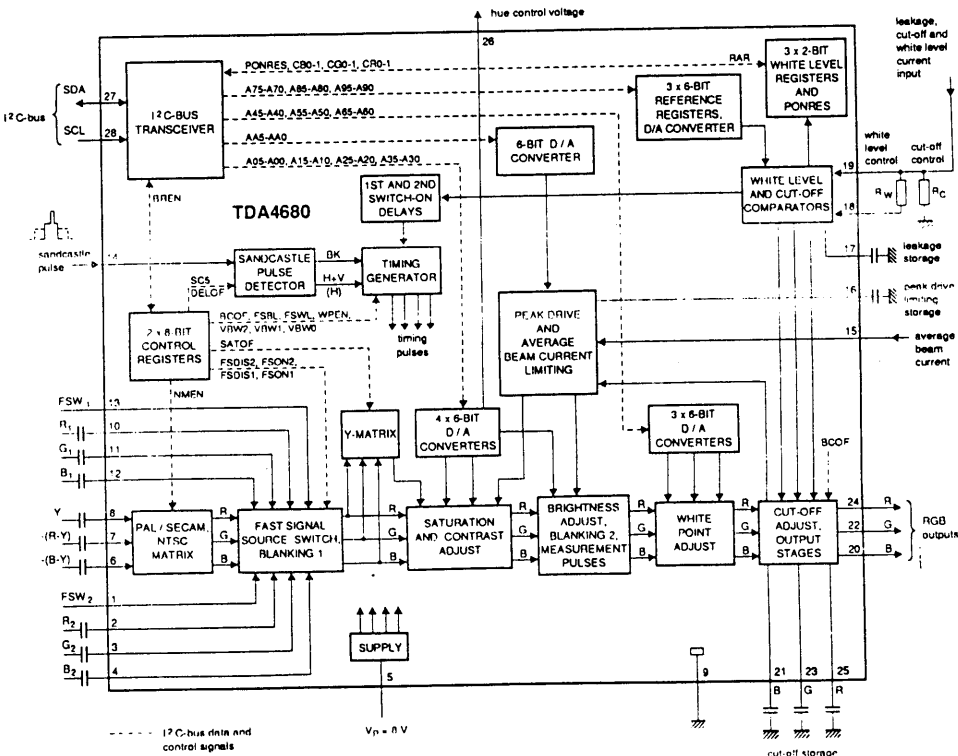 hue control voltage
26
leakage,
cut-off and
white level
current
input
PONRES, CB0-1, CG0-1, CR0-1
RAR
3 x 2-BIT
WHITE LEVEL
REGISTERS
AND
PONRES
I²C-bus
SDA
27
SCL
28
I²C-BUS
TRANSCEIVER
A75-A70, A85-A80, A95-A90
A45-A40, A55-A50, A65-A60
AA5-AA0
A05-A00, A15-A10, A25-A20, A35-A30
3 x 6-BIT
REFERENCE
REGISTERS,
D/A CONVERTER
6-BIT D / A
CONVERTER
white
level
control
cut-off
control
19
18
RW
RC
WHITE LEVEL
AND CUT-OFF
COMPARATORS
1ST AND 2ND
SWITCH-ON
DELAYS
BREN
TDA4680
17
leakage
storage
sandcastle
pulse
14
SANDCASTLE
PULSE
DETECTOR
BK
H+V
(H)
TIMING
GENERATOR
SC5
DELOF
16
peak drive
limiting
storage
15
average
beam
current
PEAK DRIVE
AND
AVERAGE
BEAM CURRENT
LIMITING
2 x 8-BIT
CONTROL
REGISTERS
BCOF, FSBL, FSWL, WPEN,
VBW2, VBW1, VBW0
timing
pulses
SATOF
FSDIS2, FSON2,
FSDIS1, FSON1
NMEN
FSW1
13
R1
10
G1
11
B1
12
Y-MATRIX
4 x 6-BIT
D / A
CONVERTERS
3 x 6-BIT
D / A
CONVERTERS
BCOF
Y
8
-(R-Y)
7
-(B-Y)
6
PAL / SECAM,
NTSC
MATRIX
R
G
B
FAST SIGNAL
SOURCE SWITCH,
BLANKING 1
R
G
B
SATURATION
AND CONTRAST
ADJUST
R
G
B
BRIGHTNESS
ADJUST,
BLANKING 2,
MEASUREMENT
PULSES
R
G
B
WHITE
POINT
ADJUST
R
G
B
CUT-OFF
ADJUST,
OUTPUT
STAGES
24
R
22
G
20
B
RGB
outputs
FSW2
1
R2
2
G2
3
B2
4
SUPPLY
5
VP = 8 V
9
21
23
25
B
G
R
I²C-bus data and
control signals
cut-off storage